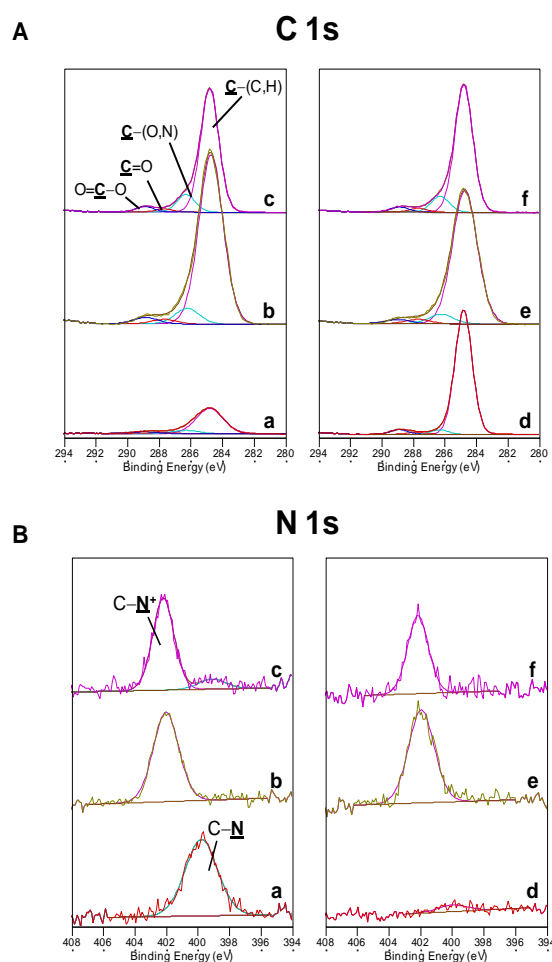 A
C 1s
C–(C,H)
C–(O,N)
C=O
O=C–O
c
f
b
e
a
d
294 292 290 288 286 284 282 280
Binding Energy (eV)
294 292 290 288 286 284 282 280
Binding Energy (eV)
B
N 1s
C–N⁺
c
f
b
e
C–N
a
d
408 406 404 402 400 398 396 394
Binding Energy (eV)
408 406 404 402 400 398 396 394
Binding Energy (eV)